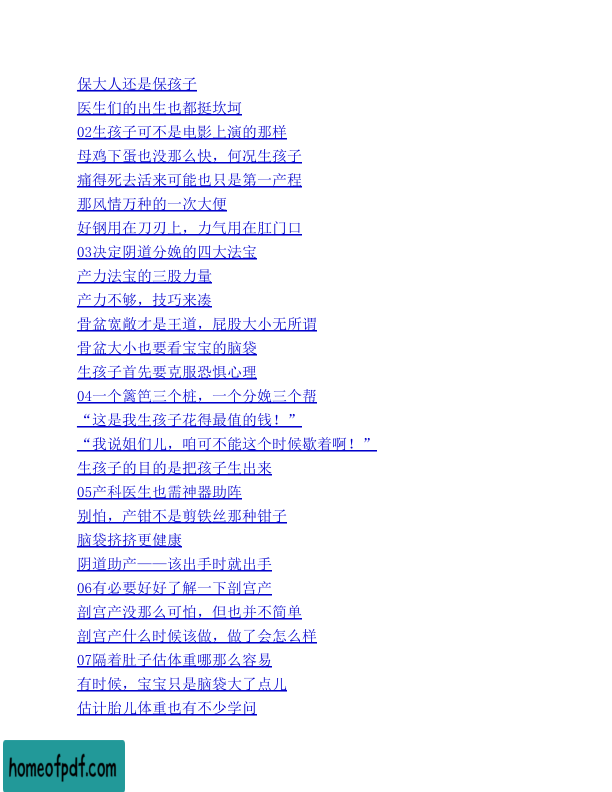 保大人还是保孩子
医生们的出生也都挺坎坷
02生孩子可不是电影上演的那样
母鸡下蛋也没那么快，何况生孩子
痛得死去活来可能也只是第一产程
那风情万种的一次大便
好钢用在刀刃上，力气用在肛门口
03决定阴道分娩的四大法宝
产力法宝的三股力量
产力不够，技巧来凑
骨盆宽敞才是王道，屁股大小无所谓
骨盆大小也要看宝宝的脑袋
生孩子首先要克服恐惧心理
04一个篱笆三个桩，一个分娩三个帮
“这是我生孩子花得最值的钱！”
“我说姐们儿，咱可不能这个时候歇着啊！”
生孩子的目的是把孩子生出来
05产科医生也需神器助阵
别怕，产钳不是剪铁丝那种钳子
脑袋挤挤更健康
阴道助产——该出手时就出手
06有必要好好了解一下剖宫产
剖宫产没那么可怕，但也并不简单
剖宫产什么时候该做，做了会怎么样
07隔着肚子估体重哪那么容易
有时候，宝宝只是脑袋大了点儿
估计胎儿体重也有不少学问
homeofpdf.com